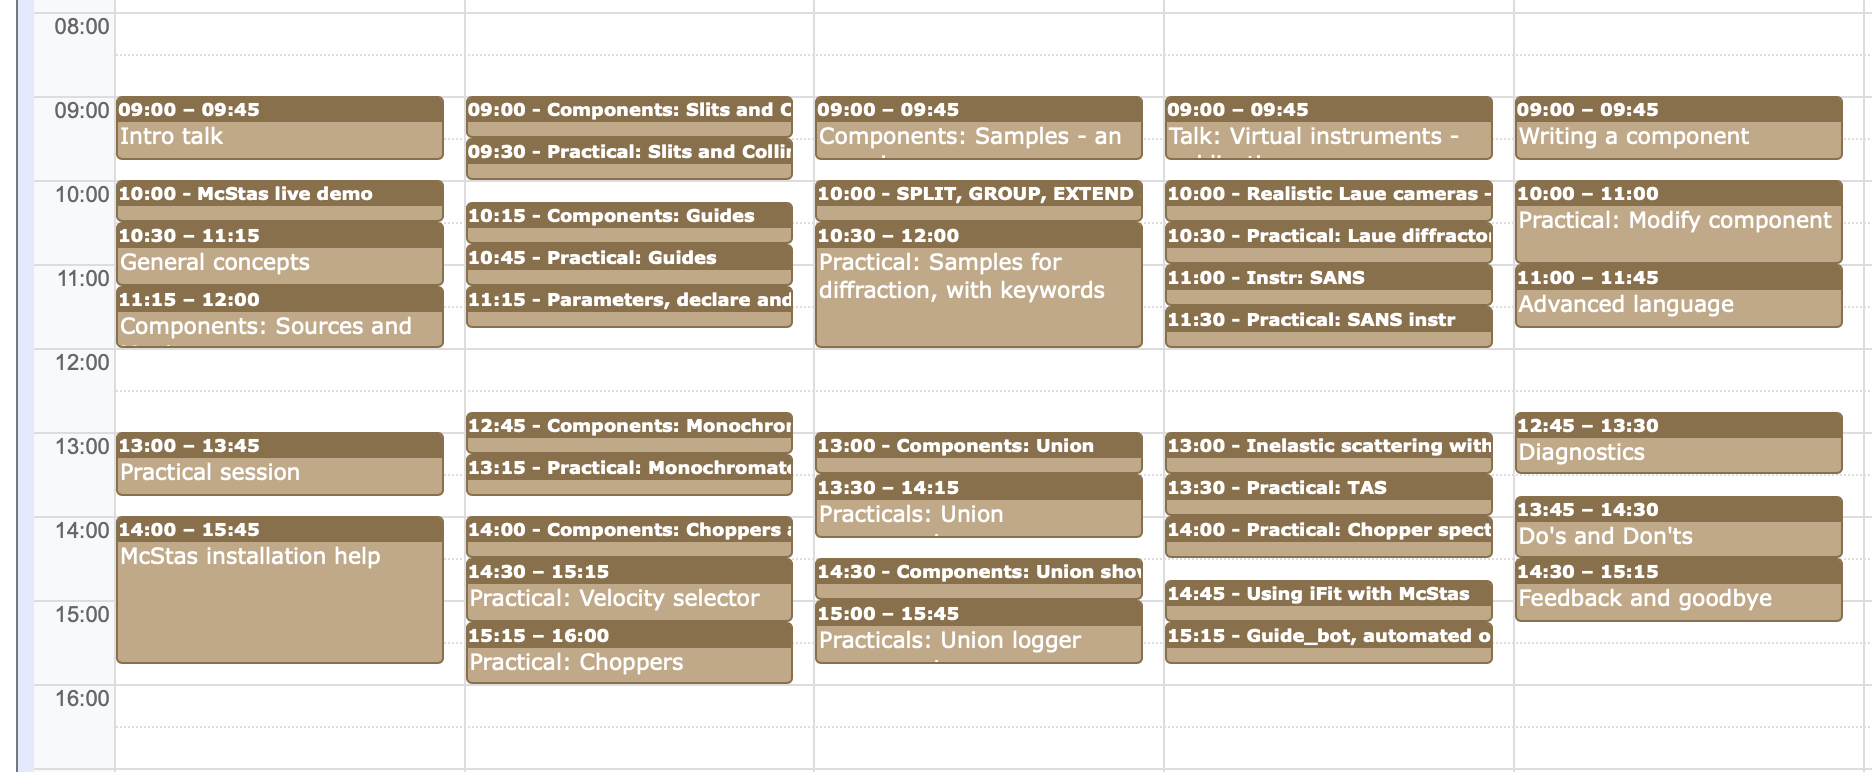 08:00
09:00
10:00
11:00
12:00
13:00
14:00
15:00
16:00
09:00 – 09:45
Intro talk
10:00 - McStas live demo
10:30 – 11:15
General concepts
11:15 – 12:00
Components: Sources and
13:00 – 13:45
Practical session
14:00 – 15:45
McStas installation help
09:00 - Components: Slits and C
09:30 - Practical: Slits and Collin
10:15 - Components: Guides
10:45 - Practical: Guides
11:15 - Parameters, declare and
12:45 - Components: Monochror
13:15 - Practical: Monochromato
14:00 - Components: Choppers
14:30 – 15:15
Practical: Velocity selector
15:15 – 16:00
Practical: Choppers
09:00 – 09:45
Components: Samples - an
10:00 - SPLIT, GROUP, EXTEND
10:30 – 12:00
Practical: Samples for
diffraction, with keywords
13:00 - Components: Union
13:30 – 14:15
Practicals: Union
14:30 - Components: Union show
15:00 – 15:45
Practicals: Union logger
09:00 – 09:45
Talk: Virtual instruments -
10:00 - Realistic Laue cameras -
10:30 - Practical: Laue diffractor
11:00 - Instr: SANS
11:30 - Practical: SANS instr
13:00 - Inelastic scattering with
13:30 - Practical: TAS
14:00 - Practical: Chopper spect
14:45 - Using iFit with McStas
15:15 - Guide_bot, automated o
09:00 – 09:45
Writing a component
10:00 – 11:00
Practical: Modify component
11:00 – 11:45
Advanced language
12:45 – 13:30
Diagnostics
13:45 – 14:30
Do's and Don'ts
14:30 – 15:15
Feedback and goodbye